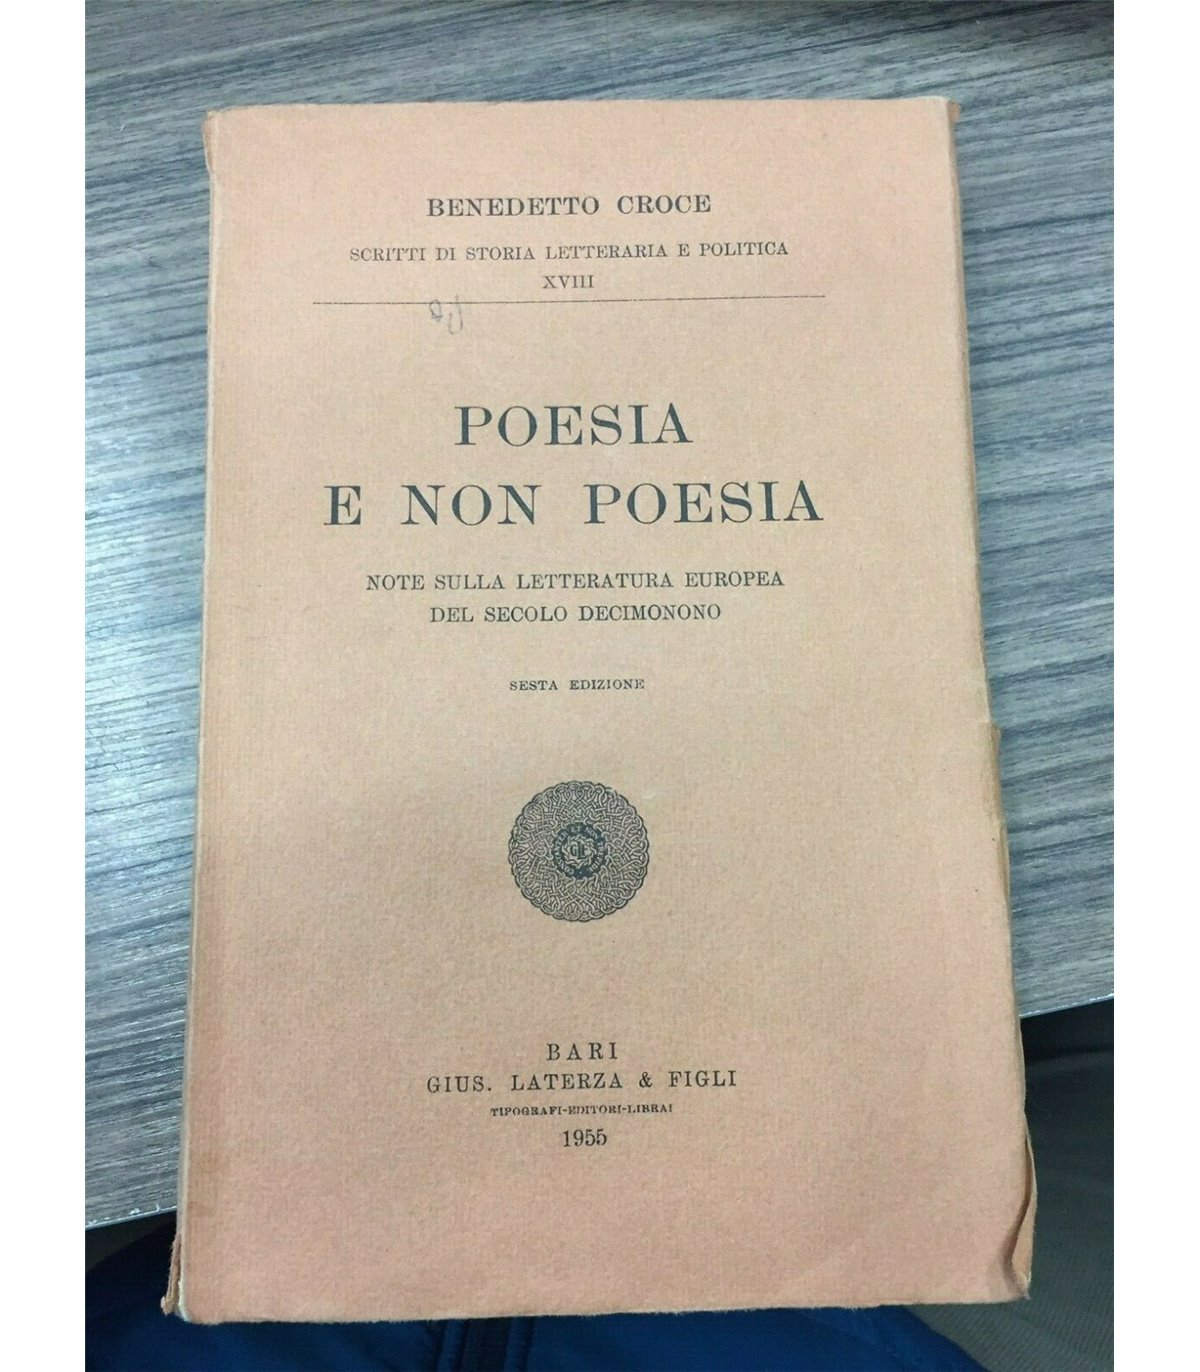 BENEDETTO CROCE
SCRITTI DI STORIA LETTERARIA E POLITICA
XVIII
POESIA
E NON POESIA
NOTE SULLA LETTERATURA EUROPEA
DEL SECOLO DECIMONONO
SESTA EDIZIONE
BARI
GIUS. LATERZA & FIGLI
TIPOGRAFI-EDITORI-LIBRAI
1955